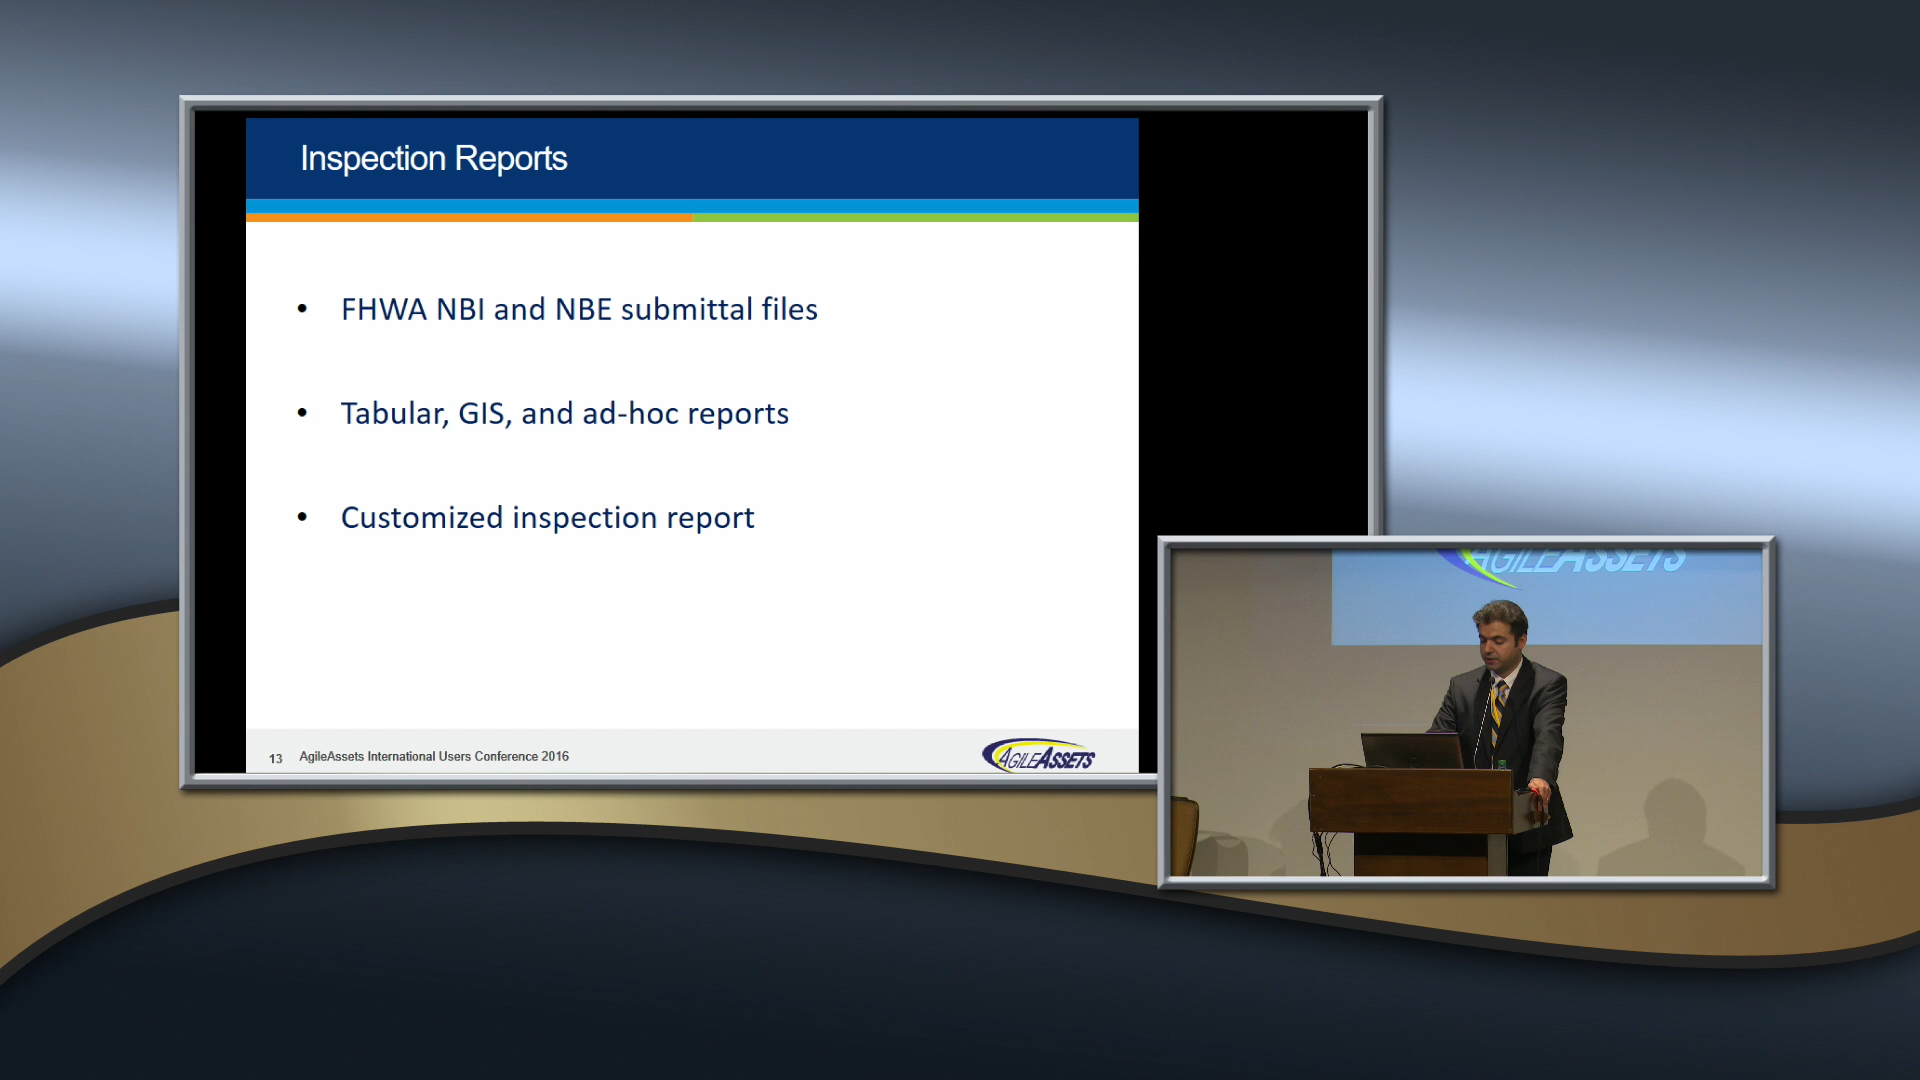 Inspection Reports
• FHWA NBI and NBE submittal files
• Tabular, GIS, and ad-hoc reports
• Customized inspection report
13 AgileAssets International Users Conference 2016
AGILEASSETS
AGILEASSETS